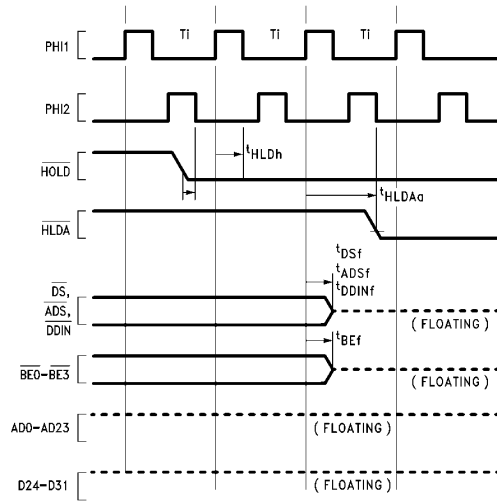 PHI1
Ti
Ti
Ti
PHI2
HOLD
tHLDh
tHLDAa
HLDA
tDSf
tADSf
tDDINf
DS,
ADS,
DDIN
(FLOATING)
tBEf
BE0-BE3
(FLOATING)
AD0-AD23
(FLOATING)
D24-D31
(FLOATING)